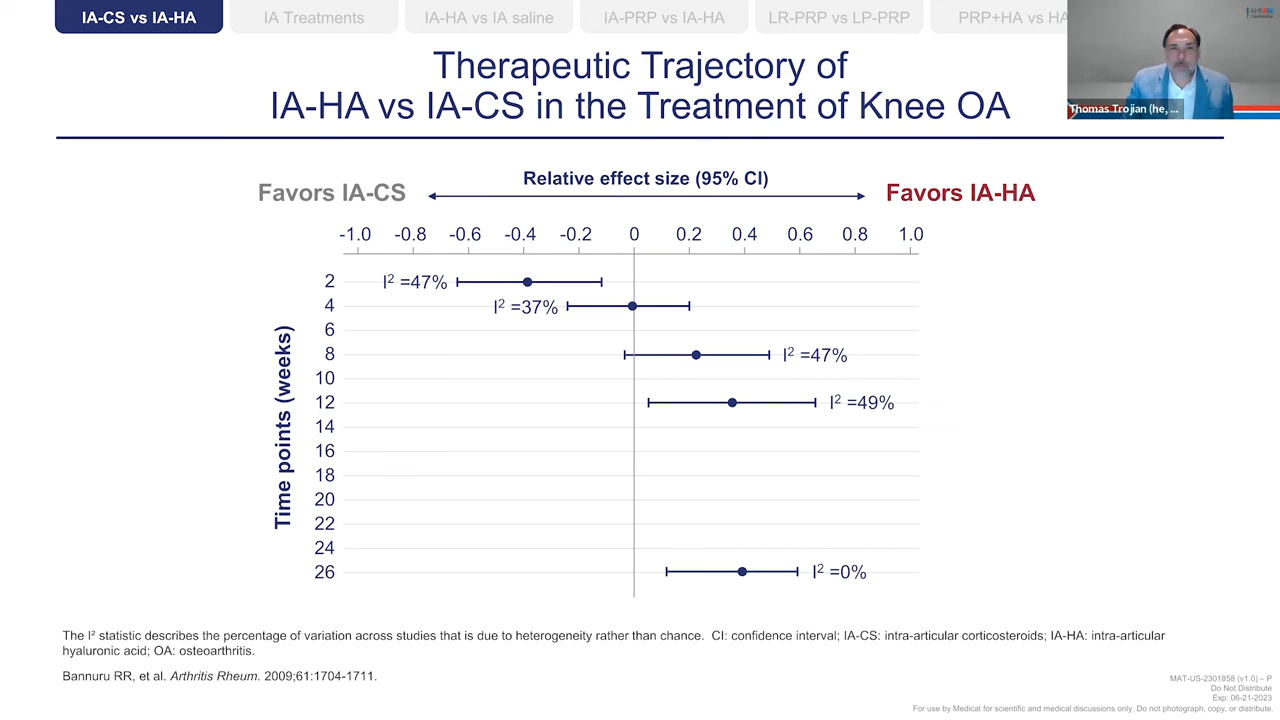 IA-CS vs IA-HA
IA Treatments
IA-HA vs IA saline
IA-PRP vs IA-HA
LR-PRP vs LP-PRP
PRP+HA vs HA
Thomas Trojian (he, ...
Therapeutic Trajectory of
IA-HA vs IA-CS in the Treatment of Knee OA
Favors IA-CS
Relative effect size (95% CI)
Favors IA-HA
-1.0 -0.8 -0.6 -0.4 -0.2 0 0.2 0.4 0.6 0.8 1.0
Time points (weeks)
2
I² =47%
4
I² =37%
6
8
I² =47%
10
12
I² =49%
14
16
18
20
22
24
26
I² =0%
The I² statistic describes the percentage of variation across studies that is due to heterogeneity rather than chance. CI: confidence interval; IA-CS: intra-articular corticosteroids; IA-HA: intra-articular
hyaluronic acid; OA: osteoarthritis.
Bannuru RR, et al. Arthritis Rheum. 2009;61:1704-1711.
MAT-US-2301858 (v1.0) – P
Do Not Distribute
Exp: 06-21-2023
For use by Medical for scientific and medical discussions only. Do not photograph, copy, or distribute.